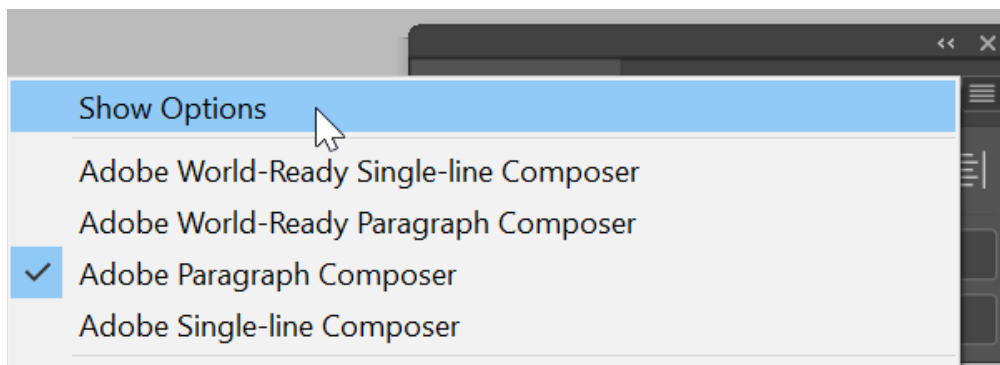 Show Options
Adobe World-Ready Single-line Composer
Adobe World-Ready Paragraph Composer
Adobe Paragraph Composer
Adobe Single-line Composer